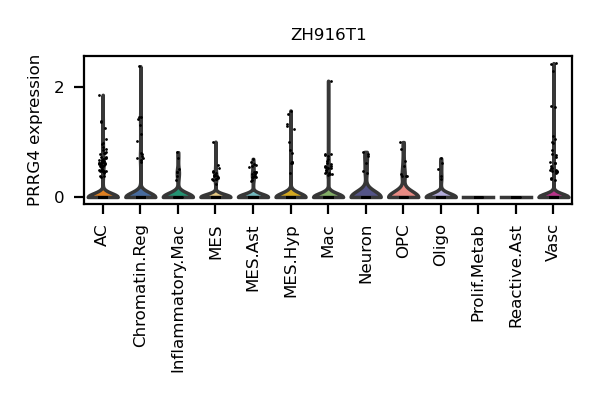 ZH916T1
PRRG4 expression
2
0
AC
Chromatin.Reg
Inflammatory.Mac
MES
MES.Ast
MES.Hyp
Mac
Neuron
OPC
Oligo
Prolif.Metab
Reactive.Ast
Vasc